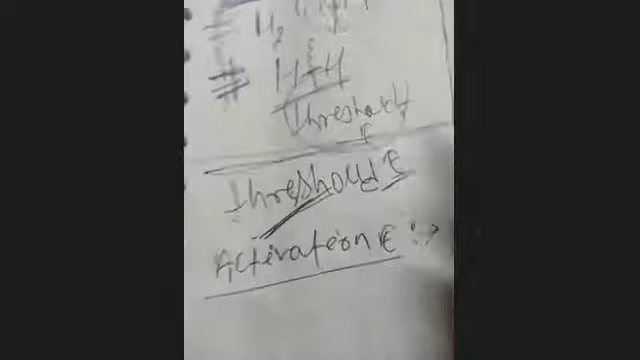 H₂
# H+H
Threshold
E
Threshold E
Activation E :->